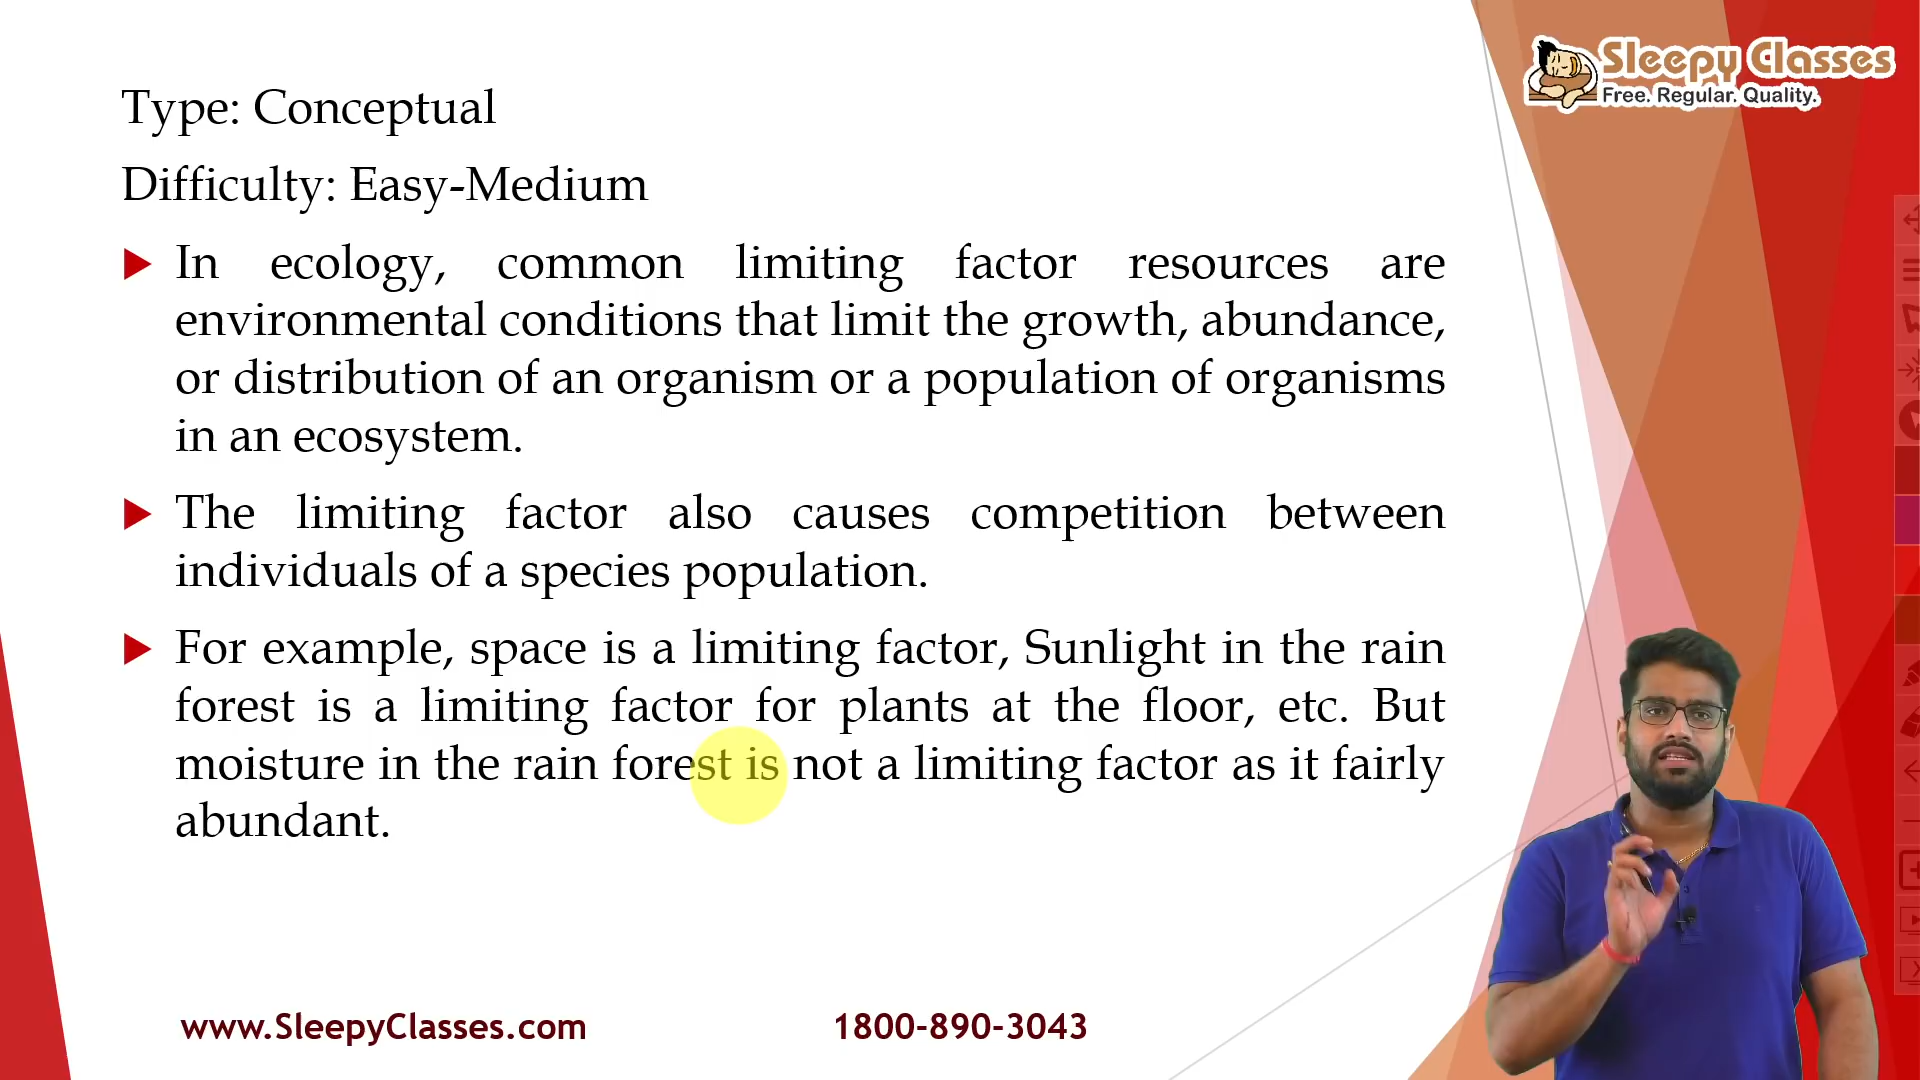 Sleepy Classes
Free. Regular. Quality.
Type: Conceptual
Difficulty: Easy-Medium
In ecology, common limiting factor resources are
environmental conditions that limit the growth, abundance,
or distribution of an organism or a population of organisms
in an ecosystem.
The limiting factor also causes competition between
individuals of a species population.
For example, space is a limiting factor, Sunlight in the rain
forest is a limiting factor for plants at the floor, etc. But
moisture in the rain forest is not a limiting factor as it fairly
abundant.
www.SleepyClasses.com
1800-890-3043